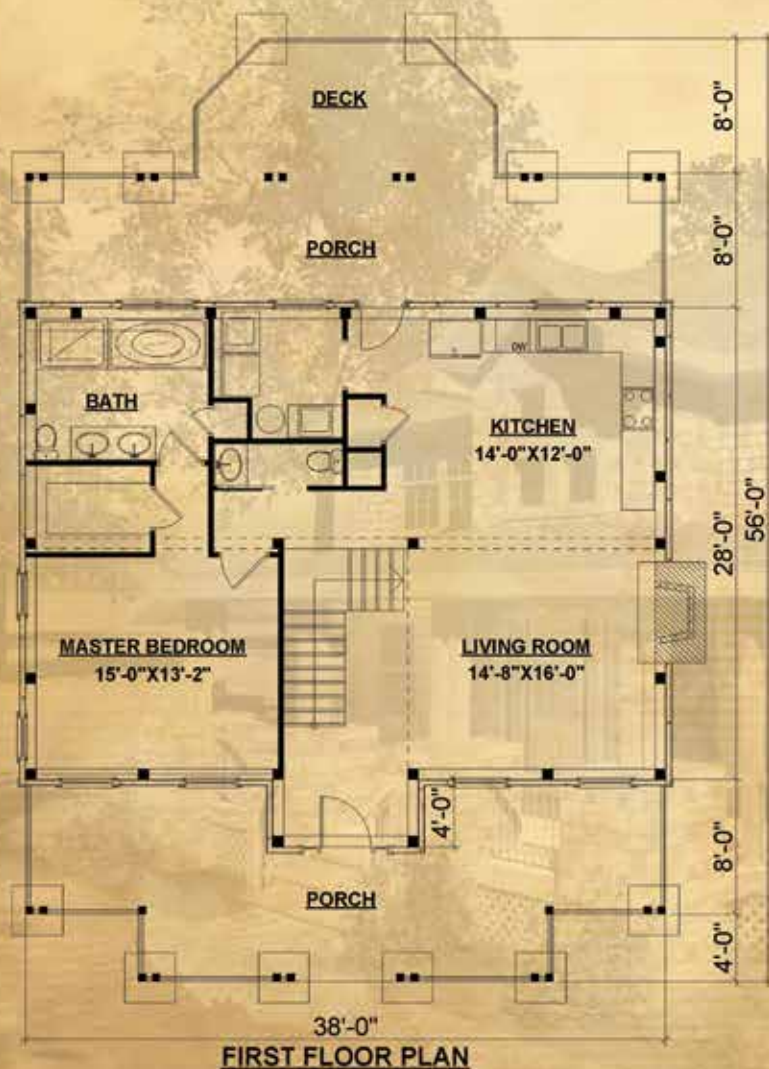 DECK
8'-0"
PORCH
8'-0"
BATH
DW
KITCHEN
14'-0"X12'-0"
28'-0"
56'-0"
MASTER BEDROOM
15'-0"X13'-2"
LIVING ROOM
14'-8"X16'-0"
4'-0"
8'-0"
PORCH
4'-0"
38'-0"
FIRST FLOOR PLAN